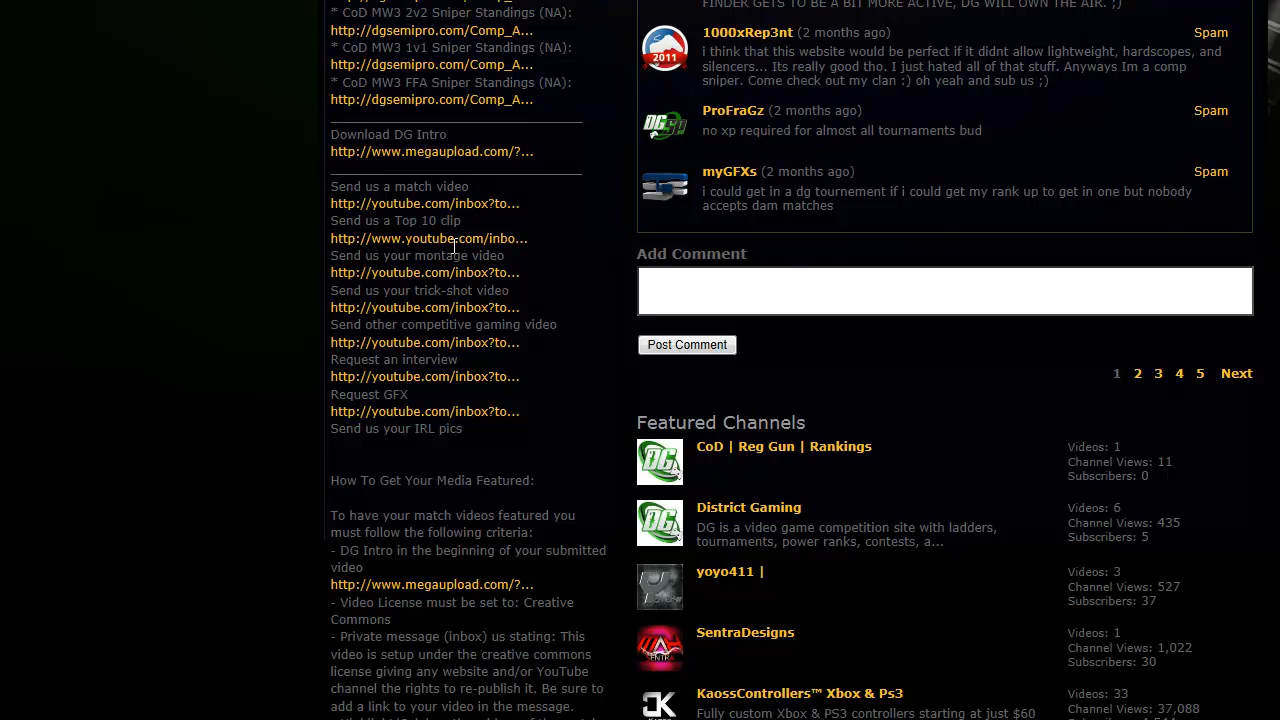 * CoD MW3 2v2 Sniper Standings (NA):
http://dgsemipro.com/Comp_A...
* CoD MW3 1v1 Sniper Standings (NA):
http://dgsemipro.com/Comp_A...
* CoD MW3 FFA Sniper Standings (NA):
http://dgsemipro.com/Comp_A...
Download DG Intro
http://www.megaupload.com/?...
Send us a match video
http://youtube.com/inbox?to...
Send us a Top 10 clip
http://www.youtube.com/inbo...
Send us your montage video
http://youtube.com/inbox?to...
Send us your trick-shot video
http://youtube.com/inbox?to...
Send other competitive gaming video
http://youtube.com/inbox?to...
Request an interview
http://youtube.com/inbox?to...
Request GFX
http://youtube.com/inbox?to...
Send us your IRL pics
How To Get Your Media Featured:
To have your match videos featured you
must follow the following criteria:
- DG Intro in the beginning of your submitted
video
http://www.megaupload.com/?...
- Video License must be set to: Creative
Commons
- Private message (inbox) us stating: This
video is setup under the creative commons
license giving any website and/or YouTube
channel the rights to re-publish it. Be sure to
add a link to your video in the message.
FINDER GETS TO BE A BIT MORE ACTIVE, DG WILL OWN THE AIR. ;)
1000xRep3nt (2 months ago) Spam
i think that this website would be perfect if it didnt allow lightweight, hardscopes, and
silencers... Its really good tho. I just hated all of that stuff. Anyways Im a comp
sniper. Come check out my clan :) oh yeah and sub us ;)
2011
ProFraGz (2 months ago) Spam
no xp required for almost all tournaments bud
myGFXs (2 months ago) Spam
i could get in a dg tournement if i could get my rank up to get in one but nobody
accepts dam matches
Add Comment
Post Comment
1 2 3 4 5 Next
Featured Channels
CoD | Reg Gun | Rankings
Videos: 1
Channel Views: 11
Subscribers: 0
District Gaming
DG is a video game competition site with ladders,
tournaments, power ranks, contests, a...
Videos: 6
Channel Views: 435
Subscribers: 5
yoyo411 |
Videos: 3
Channel Views: 527
Subscribers: 37
SentraDesigns
Videos: 1
Channel Views: 1,022
Subscribers: 30
KaossControllers™ Xbox & Ps3
Fully custom Xbox & PS3 controllers starting at just $60
Videos: 33
Channel Views: 37,088